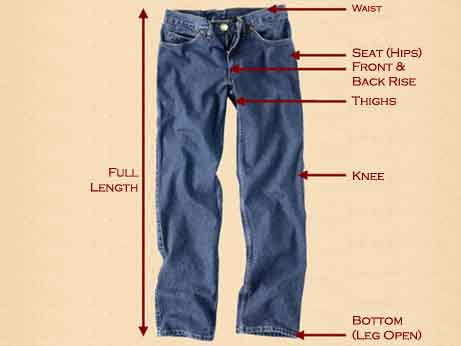 Waist
Seat (Hips)
Front &
Back Rise
Thighs
Full
Length
Knee
Bottom
(Leg Open)